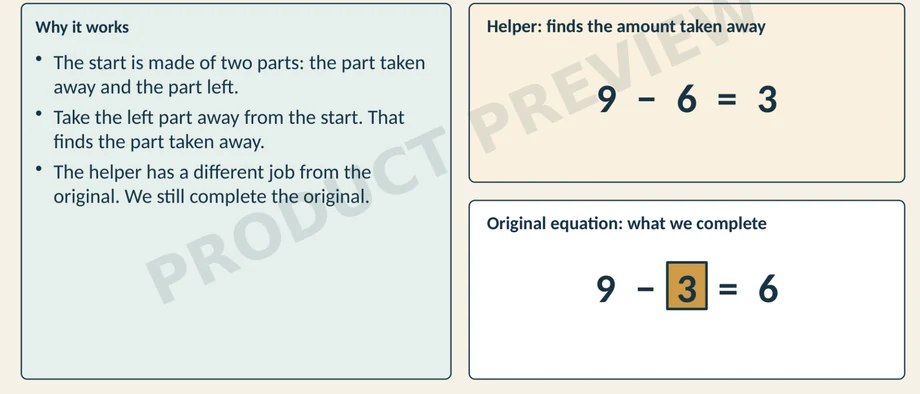 Why it works
• The start is made of two parts: the part taken
away and the part left.
• Take the left part away from the start. That
finds the part taken away.
• The helper has a different job from the
original. We still complete the original.
Helper: finds the amount taken away
9 − 6 = 3
Original equation: what we complete
9 − 3 = 6
PRODUCT PREVIEW